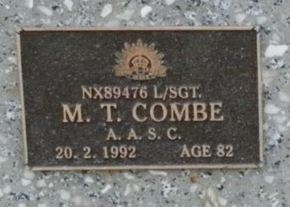 NX89476 L/SGT.
M. T. COMBE
A. A. S. C.
20. 2. 1992 AGE 82